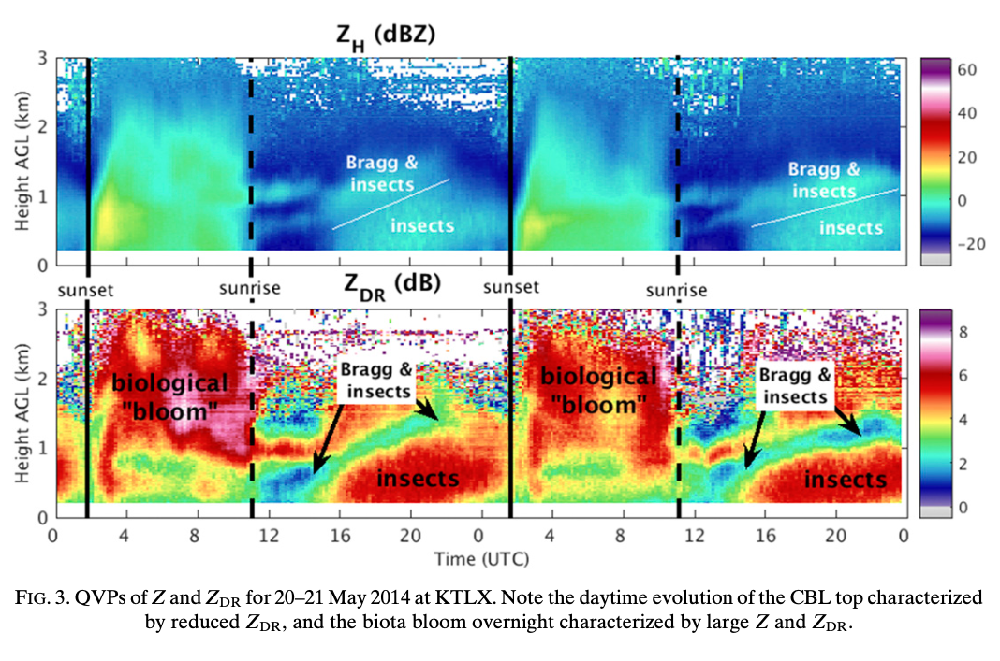 Z_H (dBZ)
Height AGL (km)
3
2
1
0
Bragg &
insects
insects
Bragg &
insects
insects
60
40
20
0
−20
sunset
sunrise
Z_DR (dB)
sunset
sunrise
Height AGL (km)
3
2
1
0
biological
"bloom"
Bragg &
insects
insects
biological
"bloom"
Bragg &
insects
insects
8
6
4
2
0
0 4 8 12 16 20 0 4 8 12 16 20 0
Time (UTC)
FIG. 3. QVPs of Z and Z_DR for 20–21 May 2014 at KTLX. Note the daytime evolution of the CBL top characterized
by reduced Z_DR, and the biota bloom overnight characterized by large Z and Z_DR.